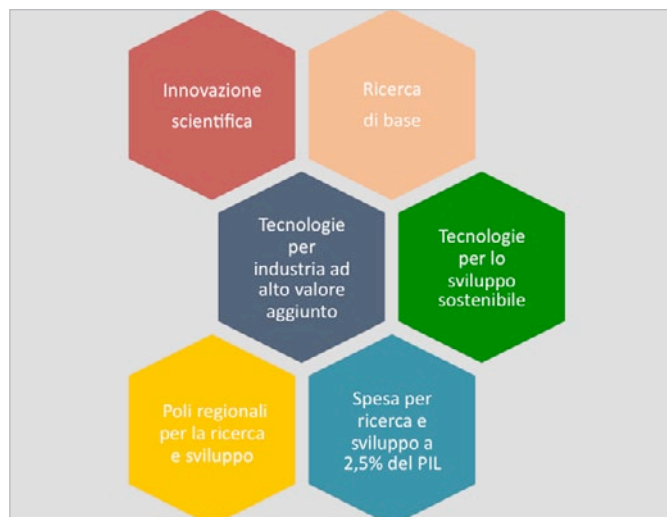 Innovazione
scientifica
Ricerca
di base
Tecnologie
per
industria ad
alto valore
aggiunto
Tecnologie
per lo
sviluppo
sostenibile
Poli regionali
per la ricerca
e sviluppo
Spesa per
ricerca e
sviluppo a
2,5% del PIL